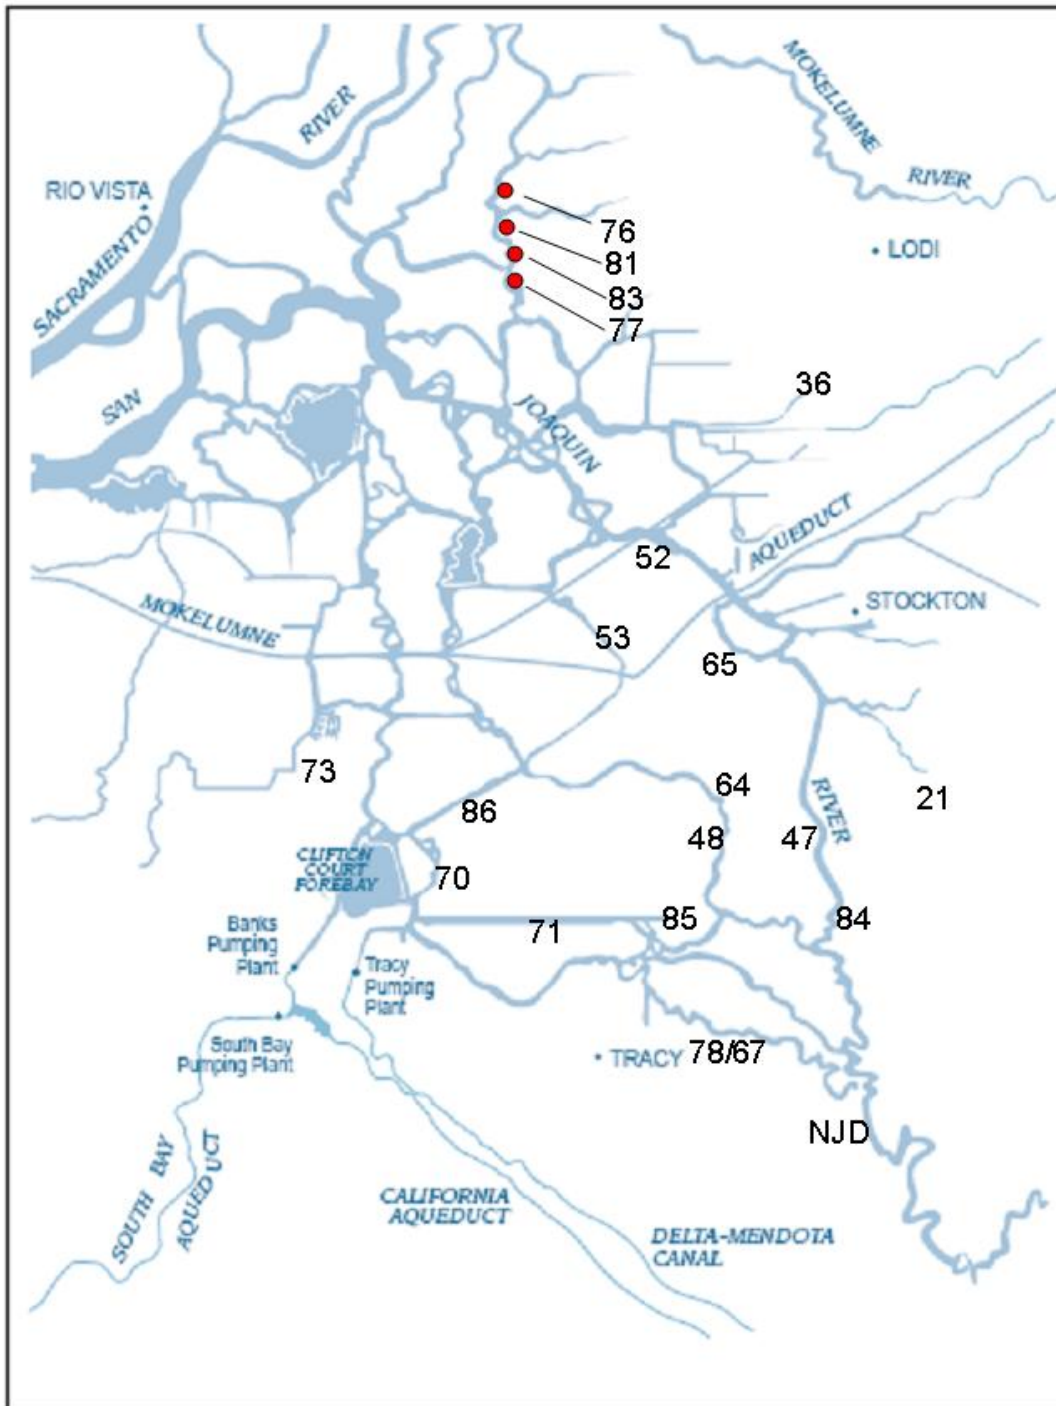 MOKELUMNE
RIVER
RIVER
RIVER
RIO VISTA
SACRAMENTO
LODI
76
81
83
77
36
SAN
JOAQUIN
AQUEDUCT
52
STOCKTON
MOKELUMNE
53
65
73
64
21
86
RIVER
48
47
CLIFTON
COURT
FOREBAY
70
85
84
71
Banks
Pumping
Plant
Tracy
Pumping
Plant
South Bay
Pumping Plant
TRACY
78/67
NJD
SOUTH BAY
AQUEDUCT
CALIFORNIA
AQUEDUCT
DELTA-MENDOTA
CANAL